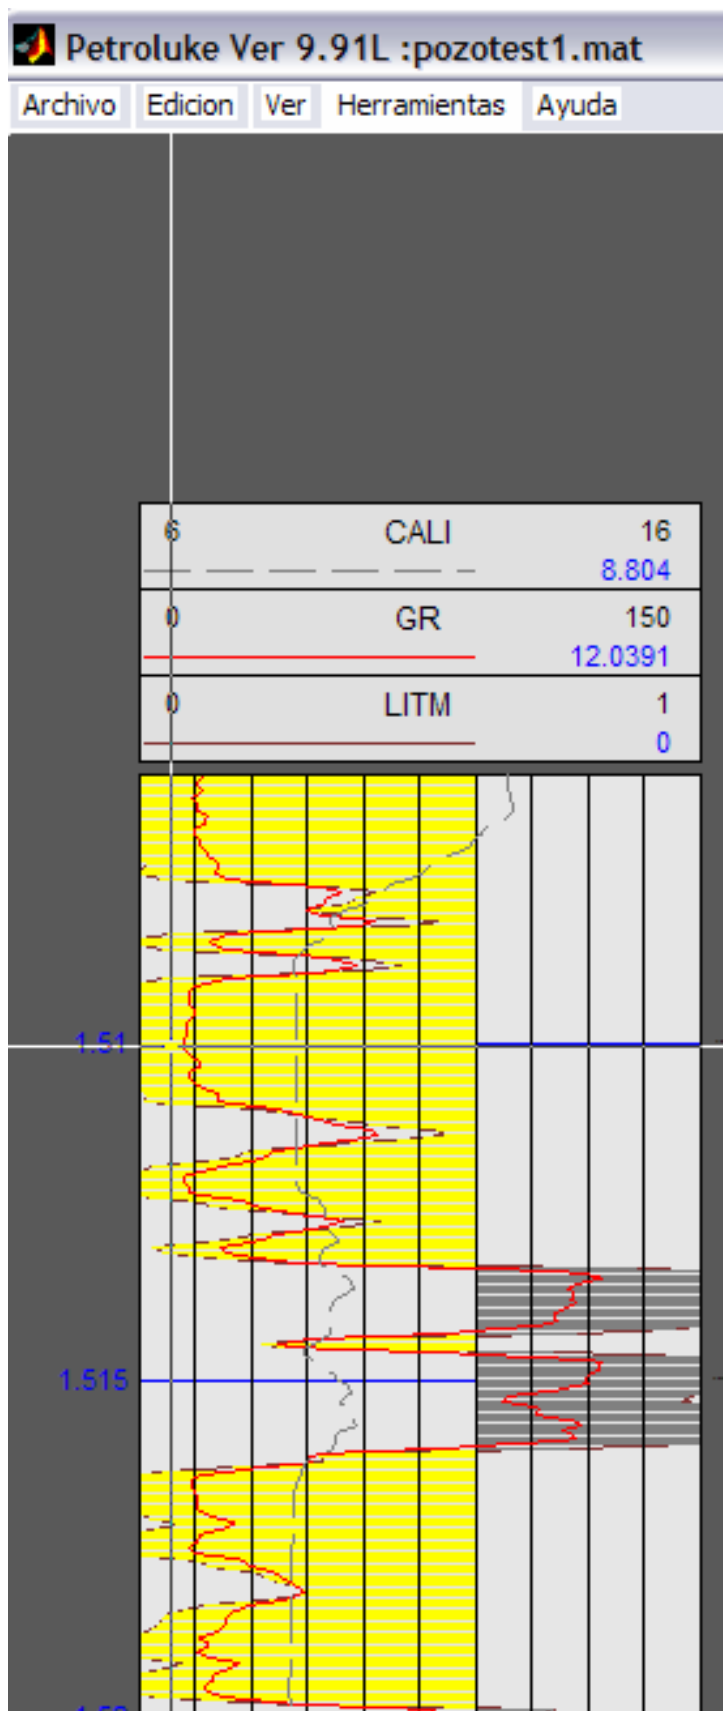 Petroluke Ver 9.91L :pozotest1.mat
Archivo Edicion Ver Herramientas Ayuda
6 CALI 16
8.804
0 GR 150
12.0391
0 LITM 1
0
1.51
1.515